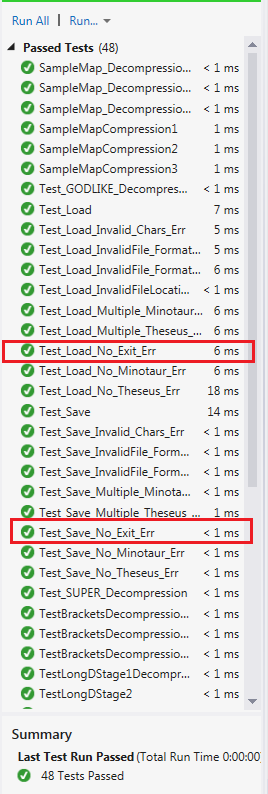 Run All | Run...
Passed Tests (48)
SampleMap_Decompressio... < 1 ms
SampleMap_Decompressio... < 1 ms
SampleMap_Decompressio... < 1 ms
SampleMapCompression1 < 1 ms
SampleMapCompression2 < 1 ms
SampleMapCompression3 < 1 ms
Test_GODLIKE_Decompres... < 1 ms
Test_Load 7 ms
Test_Load_Invalid_Chars_Err 5 ms
Test_Load_InvalidFile_Format... 5 ms
Test_Load_InvalidFile_Format... 6 ms
Test_Load_InvalidFileLocati... < 1 ms
Test_Load_Multiple_Minotaur... 6 ms
Test_Load_Multiple_Theseus_... 6 ms
Test_Load_No_Exit_Err 6 ms
Test_Load_No_Minotaur_Err 6 ms
Test_Load_No_Theseus_Err 18 ms
Test_Save 14 ms
Test_Save_Invalid_Chars_Err < 1 ms
Test_Save_InvalidFile_Form... < 1 ms
Test_Save_InvalidFile_Form... < 1 ms
Test_Save_Multiple_Minota... < 1 ms
Test_Save_Multiple_Theseus_... 1 ms
Test_Save_No_Exit_Err < 1 ms
Test_Save_No_Minotaur_Err < 1 ms
Test_Save_No_Theseus_Err < 1 ms
Test_SUPER_Decompression < 1 ms
TestBracketsDecompressio... < 1 ms
TestBracketsDecompressio... < 1 ms
TestBracketsDecompressio... < 1 ms
TestLongDStage1Decompr... < 1 ms
TestLongDStage2 < 1 ms
Summary
Last Test Run Passed (Total Run Time 0:00:00)
48 Tests Passed